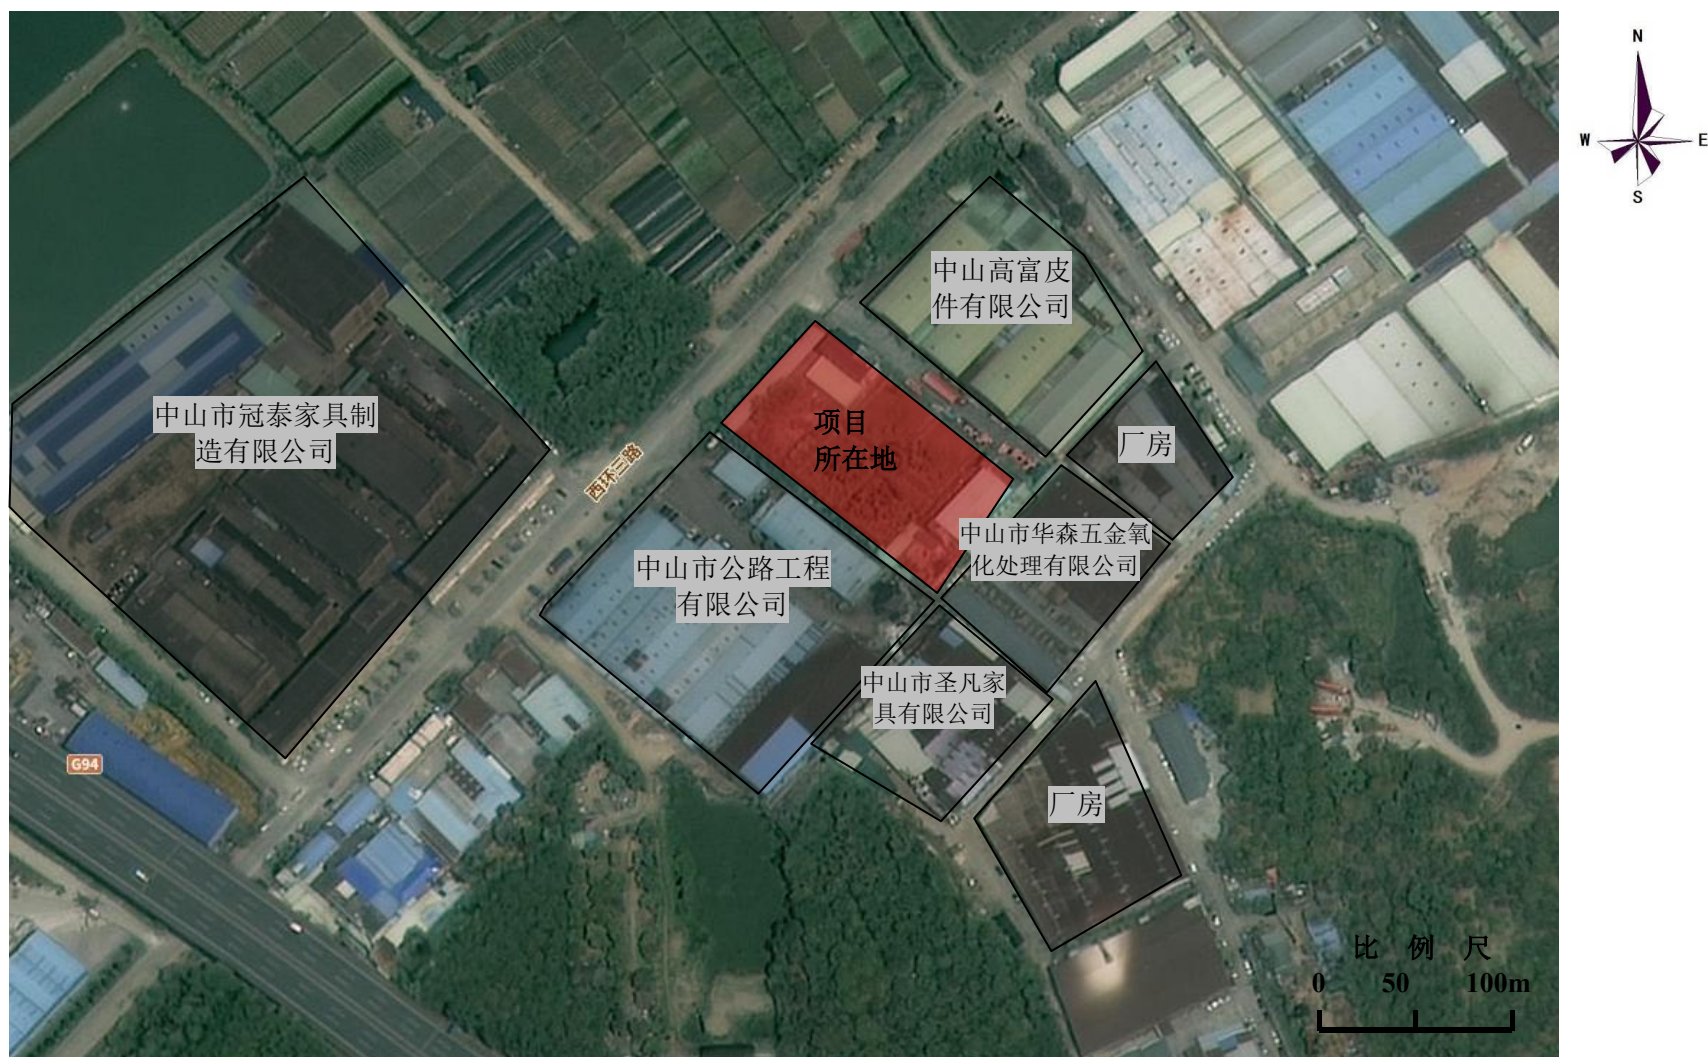 N
W
E
S
中山高富皮
件有限公司
中山市冠泰家具制
造有限公司
项目
所在地
厂房
西环三路
中山市华森五金氧
化处理有限公司
中山市公路工程
有限公司
中山市圣凡家
具有限公司
G94
厂房
比 例 尺
0 50 100m